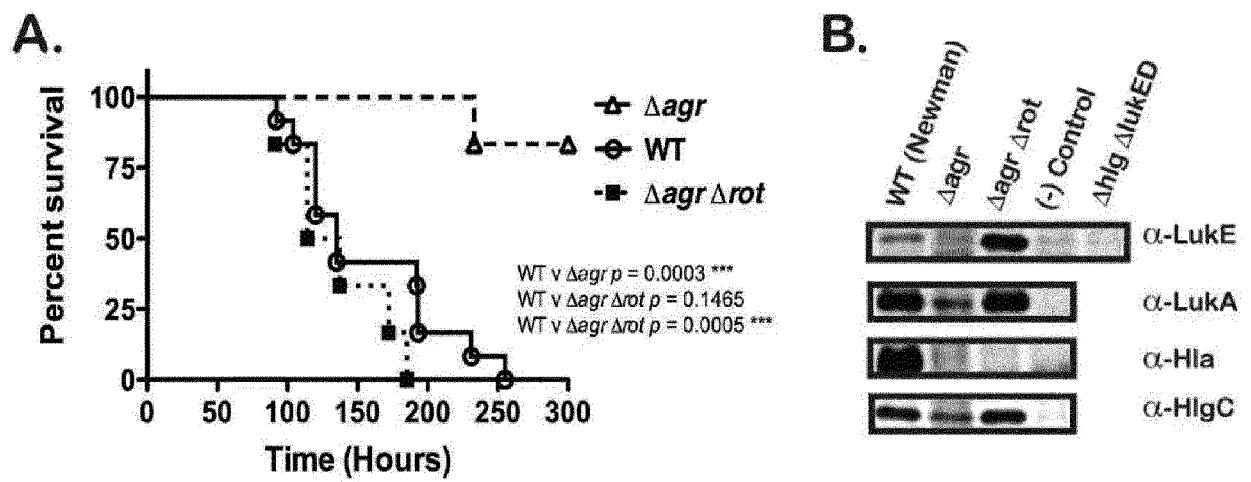 A.
Percent survival
100
75
50
25
0
0 50 100 150 200 250 300
Time (Hours)
Δagr
WT
Δagr Δrot
WT v Δagr p = 0.0003 ***
WT v Δagr Δrot p = 0.1465
WT v Δagr Δrot p = 0.0005 ***
B.
WT (Newman)
Δagr
Δagr Δrot
(-) Control
Δhlg ΔlukED
α-LukE
α-LukA
α-Hla
α-HlgC